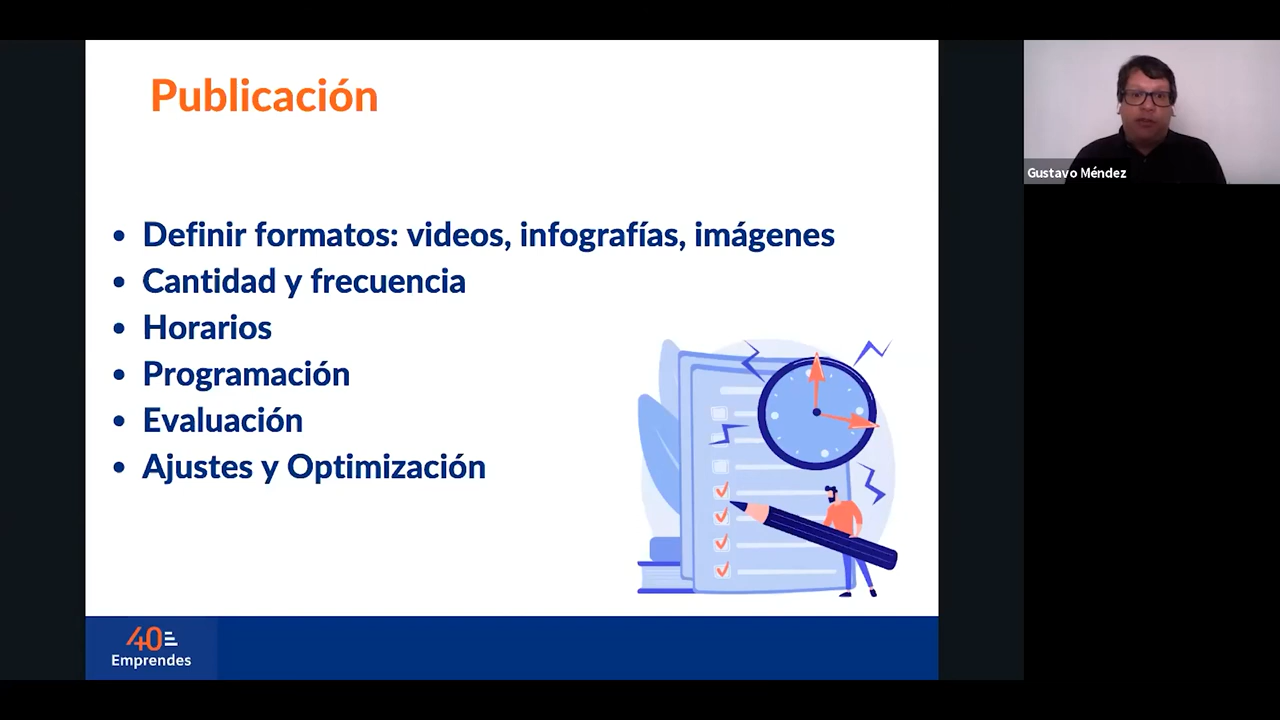 Publicación
• Definir formatos: videos, infografías, imágenes
• Cantidad y frecuencia
• Horarios
• Programación
• Evaluación
• Ajustes y Optimización
40
Emprendes
Gustavo Méndez